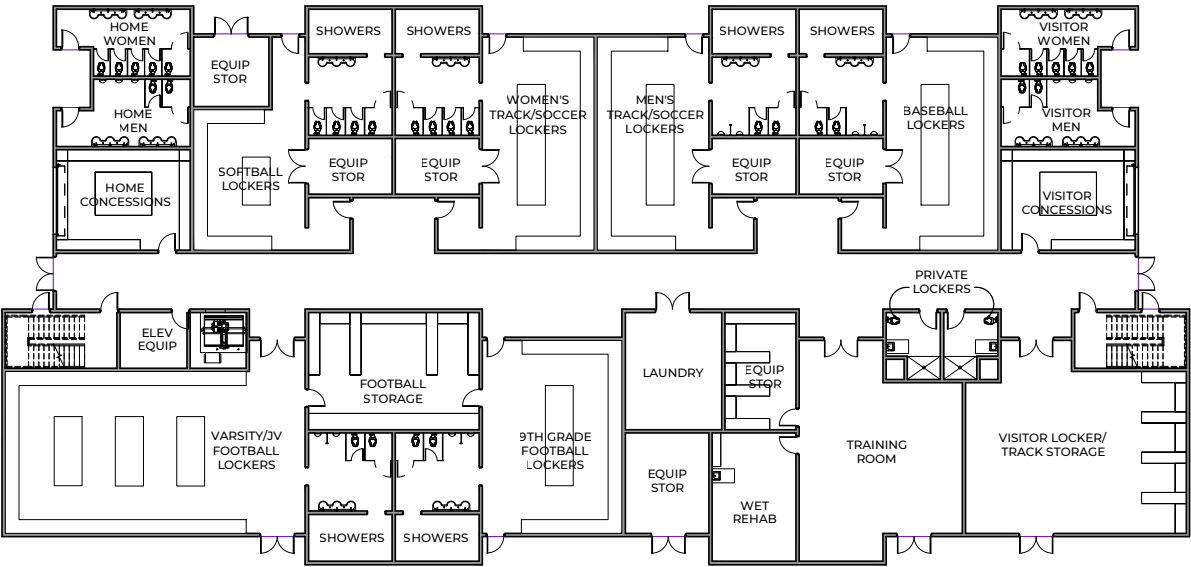 HOME
WOMEN
SHOWERS
SHOWERS
SHOWERS
SHOWERS
VISITOR
WOMEN
EQUIP
STOR
HOME
MEN
WOMEN'S
TRACK/SOCCER
LOCKERS
MEN'S
TRACK/SOCCER
LOCKERS
BASEBALL
LOCKERS
VISITOR
MEN
SOFTBALL
LOCKERS
EQUIP
STOR
EQUIP
STOR
EQUIP
STOR
EQUIP
STOR
HOME
CONCESSIONS
VISITOR
CONCESSIONS
PRIVATE
LOCKERS
ELEV
EQUIP
FOOTBALL
STORAGE
LAUNDRY
EQUIP
STOR
VARSITY/JV
FOOTBALL
LOCKERS
9TH GRADE
FOOTBALL
LOCKERS
TRAINING
ROOM
VISITOR LOCKER/
TRACK STORAGE
EQUIP
STOR
WET
REHAB
SHOWERS
SHOWERS